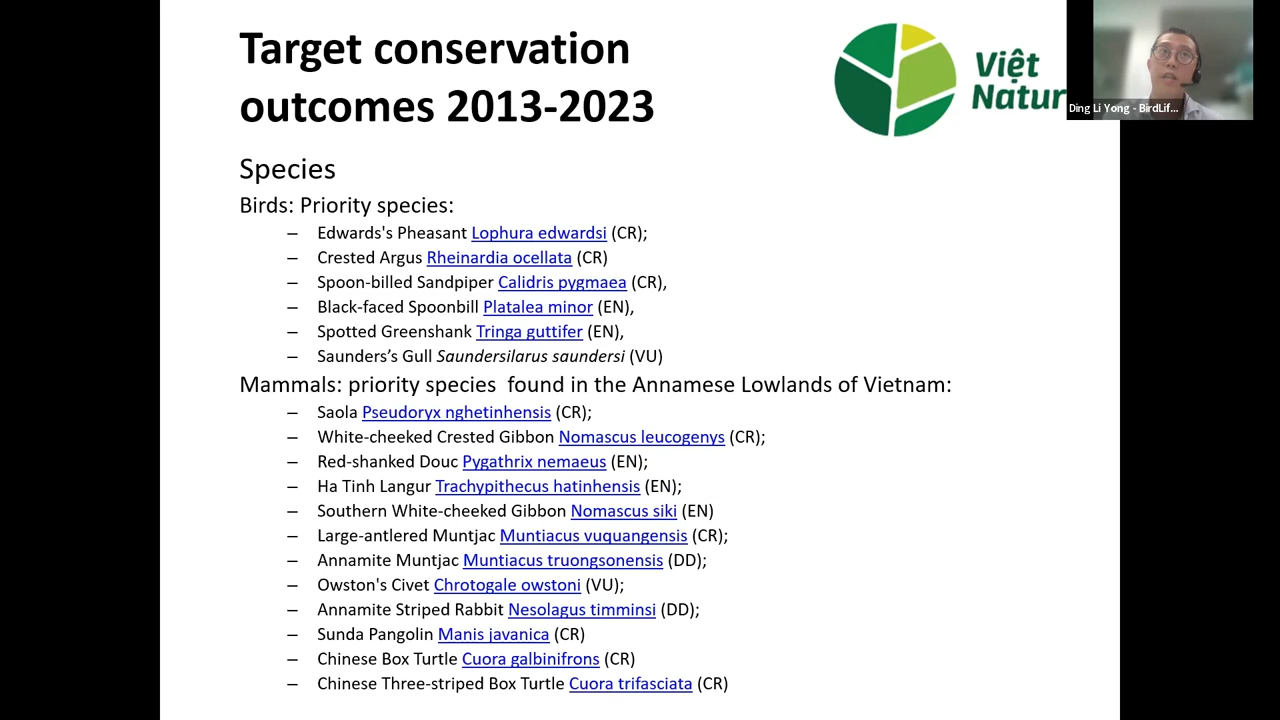 Target conservation
outcomes 2013-2023
Việt
Natur
Ding Li Yong - BirdLif...
Species
Birds: Priority species:
– Edwards's Pheasant Lophura edwardsi (CR);
– Crested Argus Rheinardia ocellata (CR)
– Spoon-billed Sandpiper Calidris pygmaea (CR),
– Black-faced Spoonbill Platalea minor (EN),
– Spotted Greenshank Tringa guttifer (EN),
– Saunders’s Gull Saundersilarus saundersi (VU)
Mammals: priority species found in the Annamese Lowlands of Vietnam:
– Saola Pseudoryx nghetinhensis (CR);
– White-cheeked Crested Gibbon Nomascus leucogenys (CR);
– Red-shanked Douc Pygathrix nemaeus (EN);
– Ha Tinh Langur Trachypithecus hatinhensis (EN);
– Southern White-cheeked Gibbon Nomascus siki (EN)
– Large-antlered Muntjac Muntiacus vuquangensis (CR);
– Annamite Muntjac Muntiacus truongsonensis (DD);
– Owston's Civet Chrotogale owstoni (VU);
– Annamite Striped Rabbit Nesolagus timminsi (DD);
– Sunda Pangolin Manis javanica (CR)
– Chinese Box Turtle Cuora galbinifrons (CR)
– Chinese Three-striped Box Turtle Cuora trifasciata (CR)